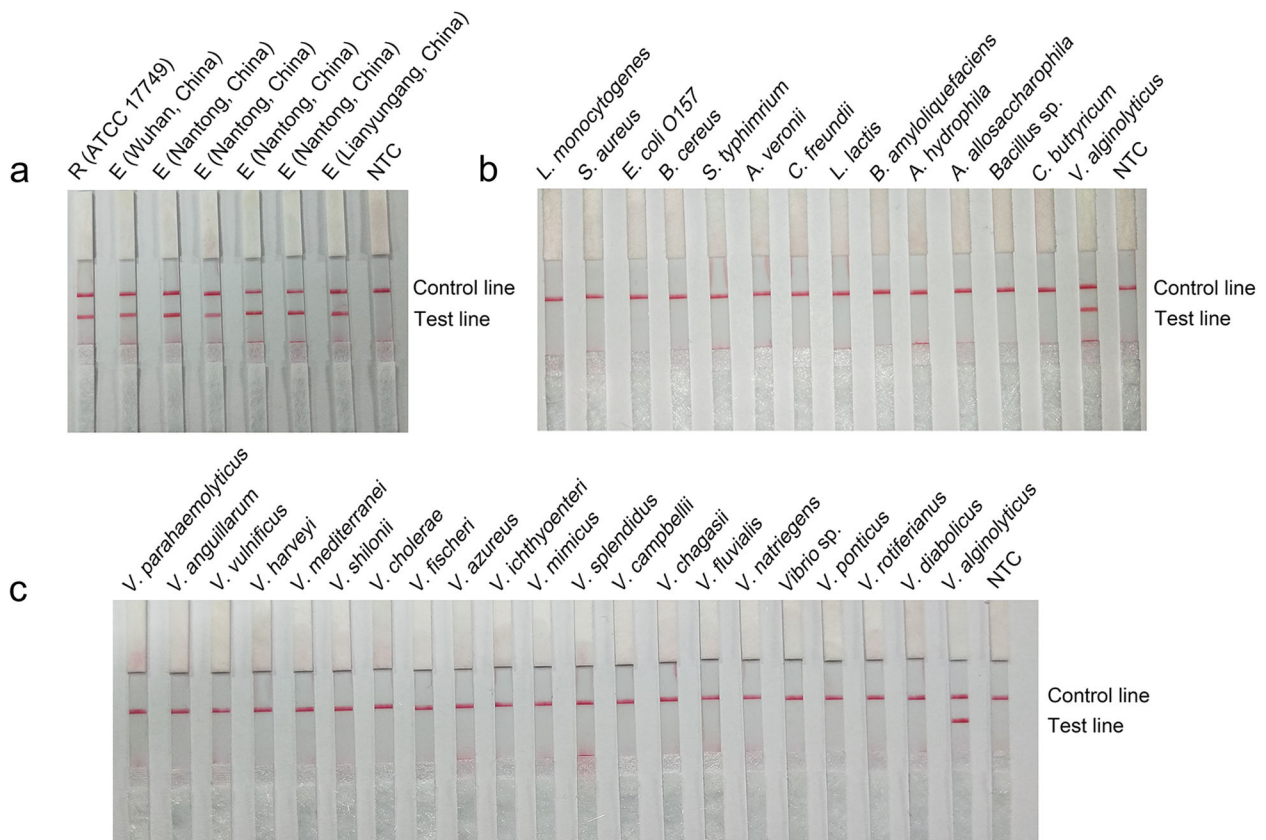 a
R (ATCC 17749)
E (Wuhan, China)
E (Nantong, China)
E (Nantong, China)
E (Nantong, China)
E (Nantong, China)
E (Lianyungang, China)
NTC
Control line
Test line
b
L. monocytogenes
S. aureus
E. coli O157
B. cereus
S. typhimrium
A. veronii
C. freundii
L. lactis
B. amyloliquefaciens
A. hydrophila
A. allosaccharophila
Bacillus sp.
C. butryricum
V. alginolyticus
NTC
Control line
Test line
c
V. parahaemolyticus
V. anguillarum
V. vulnificus
V. harveyi
V. mediterranei
V. shilonii
V. cholerae
V. fischeri
V. azureus
V. ichthyoenteri
V. mimicus
V. splendidus
V. campbellii
V. chagasii
V. fluvialis
V. natriegens
Vibrio sp.
V. ponticus
V. rotiferianus
V. diabolicus
V. alginolyticus
NTC
Control line
Test line